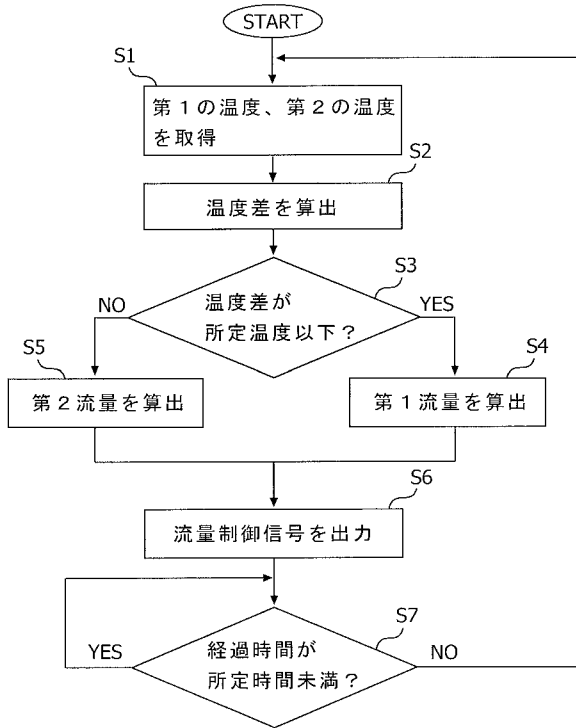 START
S1
第１の温度、第２の温度
を取得
S2
温度差を算出
S3
NO
温度差が
所定温度以下？
YES
S5
第２流量を算出
S4
第１流量を算出
S6
流量制御信号を出力
S7
YES
経過時間が
所定時間未満？
NO